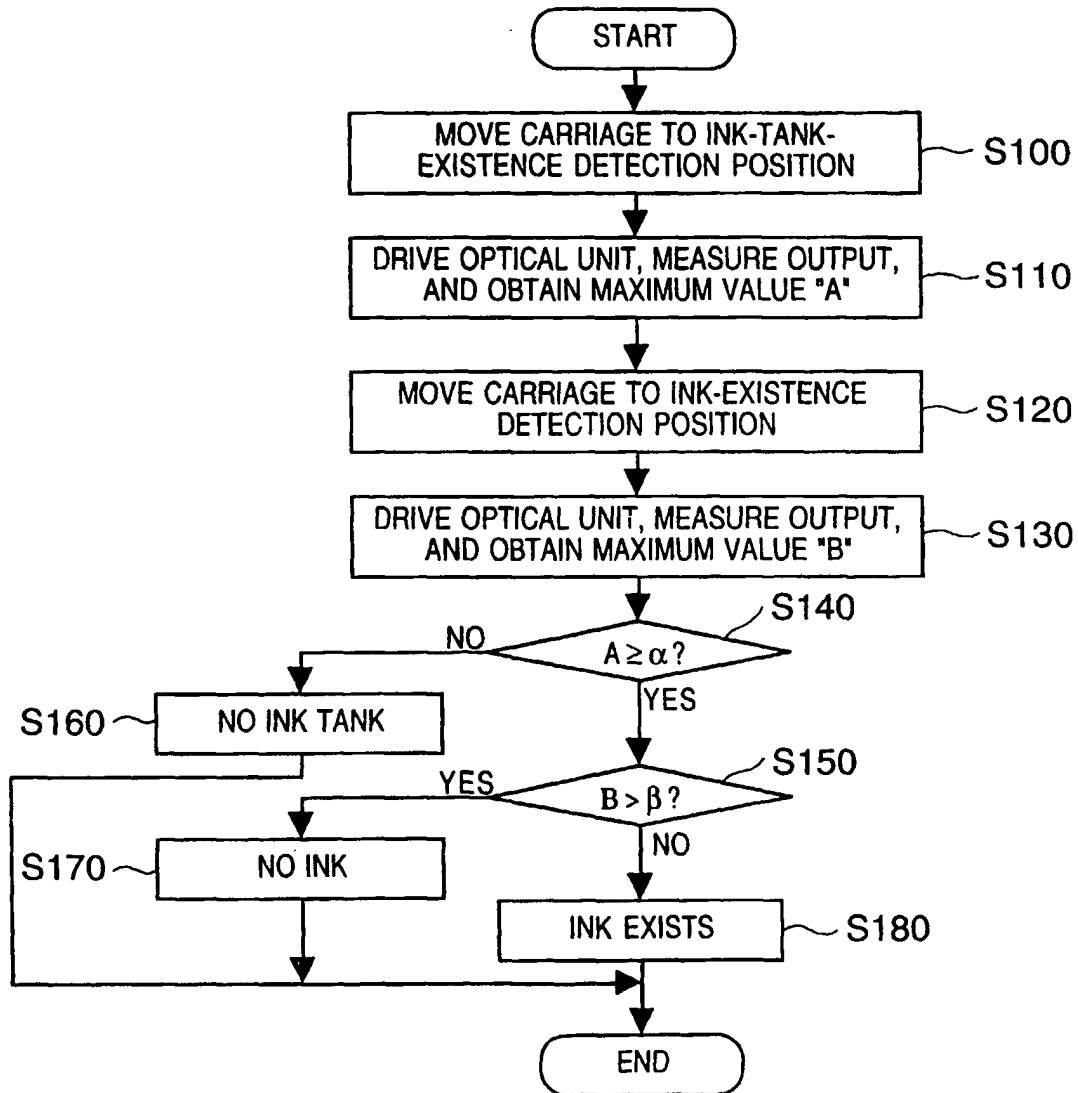 START
MOVE CARRIAGE TO INK-TANK-
EXISTENCE DETECTION POSITION
S100
DRIVE OPTICAL UNIT, MEASURE OUTPUT,
AND OBTAIN MAXIMUM VALUE "A"
S110
MOVE CARRIAGE TO INK-EXISTENCE
DETECTION POSITION
S120
DRIVE OPTICAL UNIT, MEASURE OUTPUT,
AND OBTAIN MAXIMUM VALUE "B"
S130
S140
NO
A ≥ α ?
YES
S160
NO INK TANK
S150
YES
B > β ?
NO
S170
NO INK
INK EXISTS
S180
END